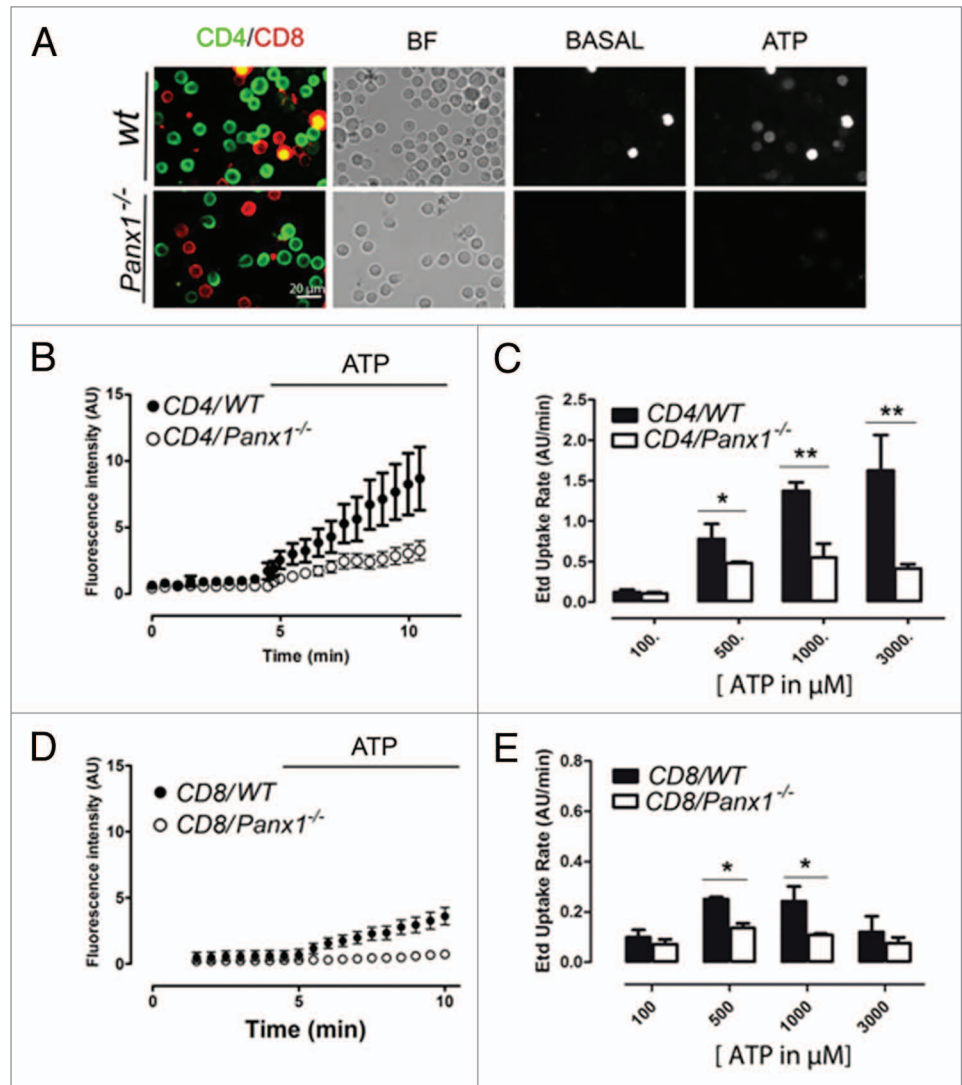 A
CD4/CD8
BF
BASAL
ATP
wt
Panx1-/-
20 µm
B
ATP
Fluorescence intensity (AU)
15
10
5
0
CD4/WT
CD4/Panx1-/-
0
5
10
Time (min)
C
Etd Uptake Rate (AU/min)
2.5
2.0
1.5
1.0
0.5
0.0
CD4/WT
CD4/Panx1-/-
*
**
**
100.
500.
1000.
3000.
[ ATP in µM]
D
ATP
Fluorescence intensity (AU)
15
10
5
0
CD8/WT
CD8/Panx1-/-
0
5
10
Time (min)
E
Etd Uptake Rate (AU/min)
0.8
0.6
0.4
0.2
0.0
CD8/WT
CD8/Panx1-/-
*
*
100
500
1000
3000
[ ATP in µM]